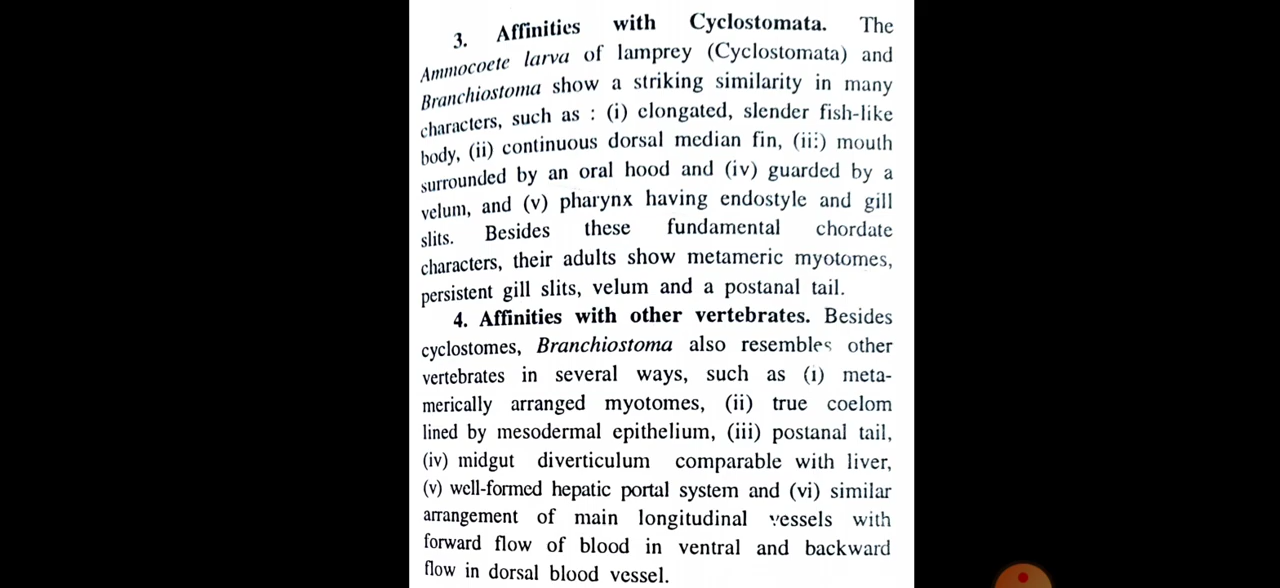 3. Affinities with Cyclostomata. The
Ammocoete larva of lamprey (Cyclostomata) and
Branchiostoma show a striking similarity in many
characters, such as : (i) clongated, slender fish-like
body, (ii) continuous dorsal median fin, (iii) mouth
surrounded by an oral hood and (iv) guarded by a
velum, and (v) pharynx having endostyle and gill
slits. Besides these fundamental chordate
characters, their adults show metameric myotomes,
persistent gill slits, velum and a postanal tail.
4. Affinities with other vertebrates. Besides
cyclostomes, Branchiostoma also resembles other
vertebrates in several ways, such as (i) meta-
merically arranged myotomes, (ii) true coelom
lined by mesodermal epithelium, (iii) postanal tail,
(iv) midgut diverticulum comparable with liver,
(v) well-formed hepatic portal system and (vi) similar
arrangement of main longitudinal vessels with
forward flow of blood in ventral and backward
flow in dorsal blood vessel.